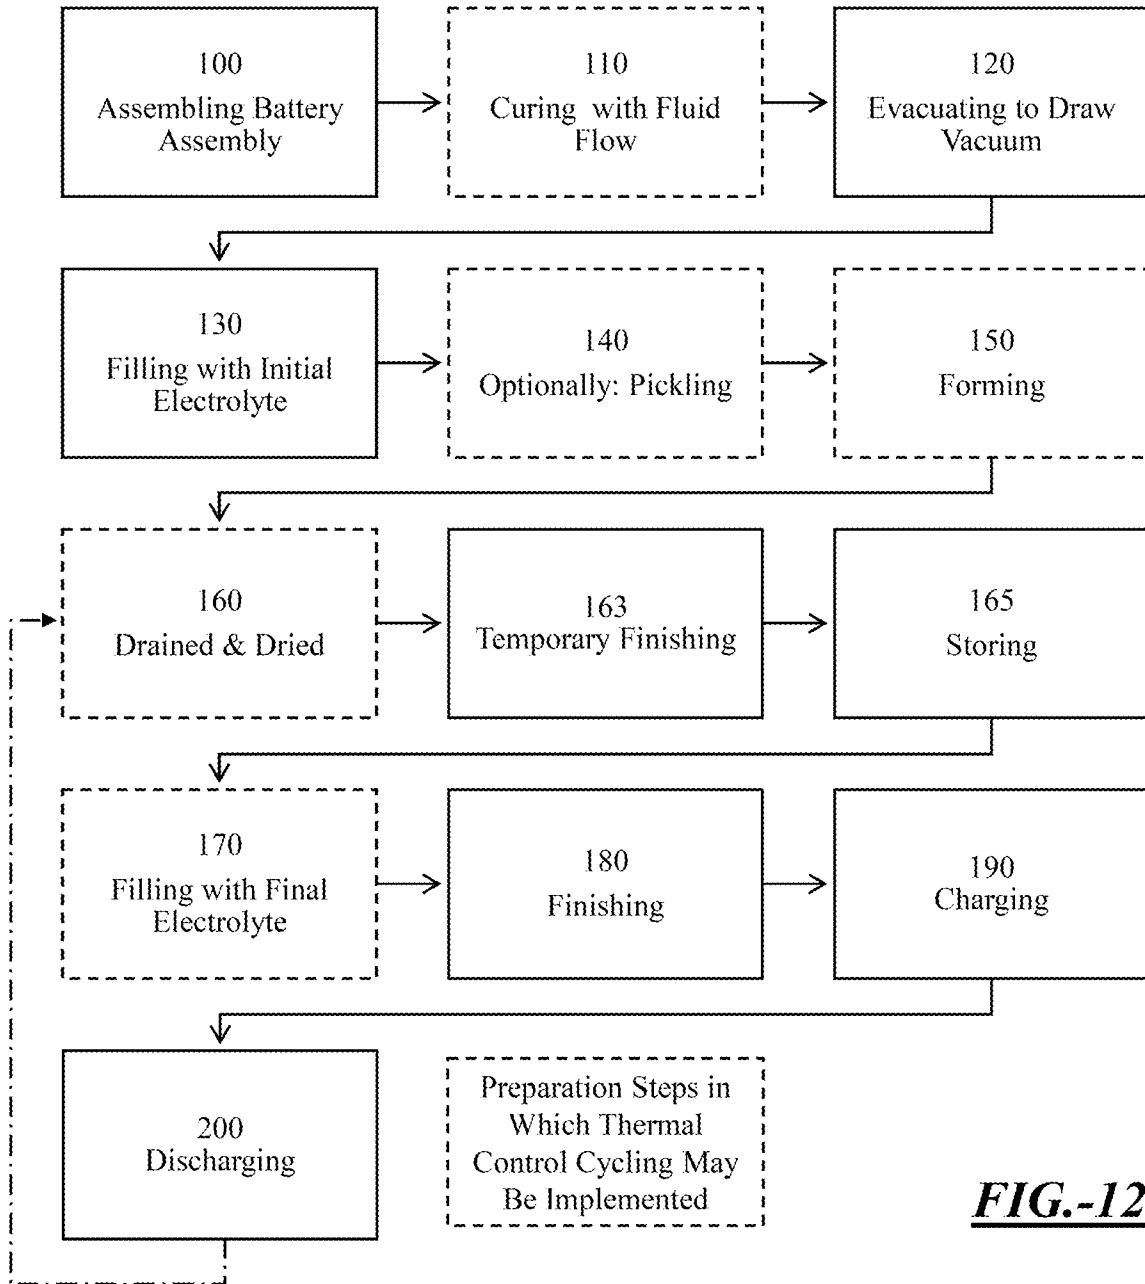 100
Assembling Battery
Assembly
110
Curing with Fluid
Flow
120
Evacuating to Draw
Vacuum
130
Filling with Initial
Electrolyte
140
Optionally: Pickling
150
Forming
160
Drained & Dried
163
Temporary Finishing
165
Storing
170
Filling with Final
Electrolyte
180
Finishing
190
Charging
200
Discharging
Preparation Steps in
Which Thermal
Control Cycling May
Be Implemented
FIG.-12